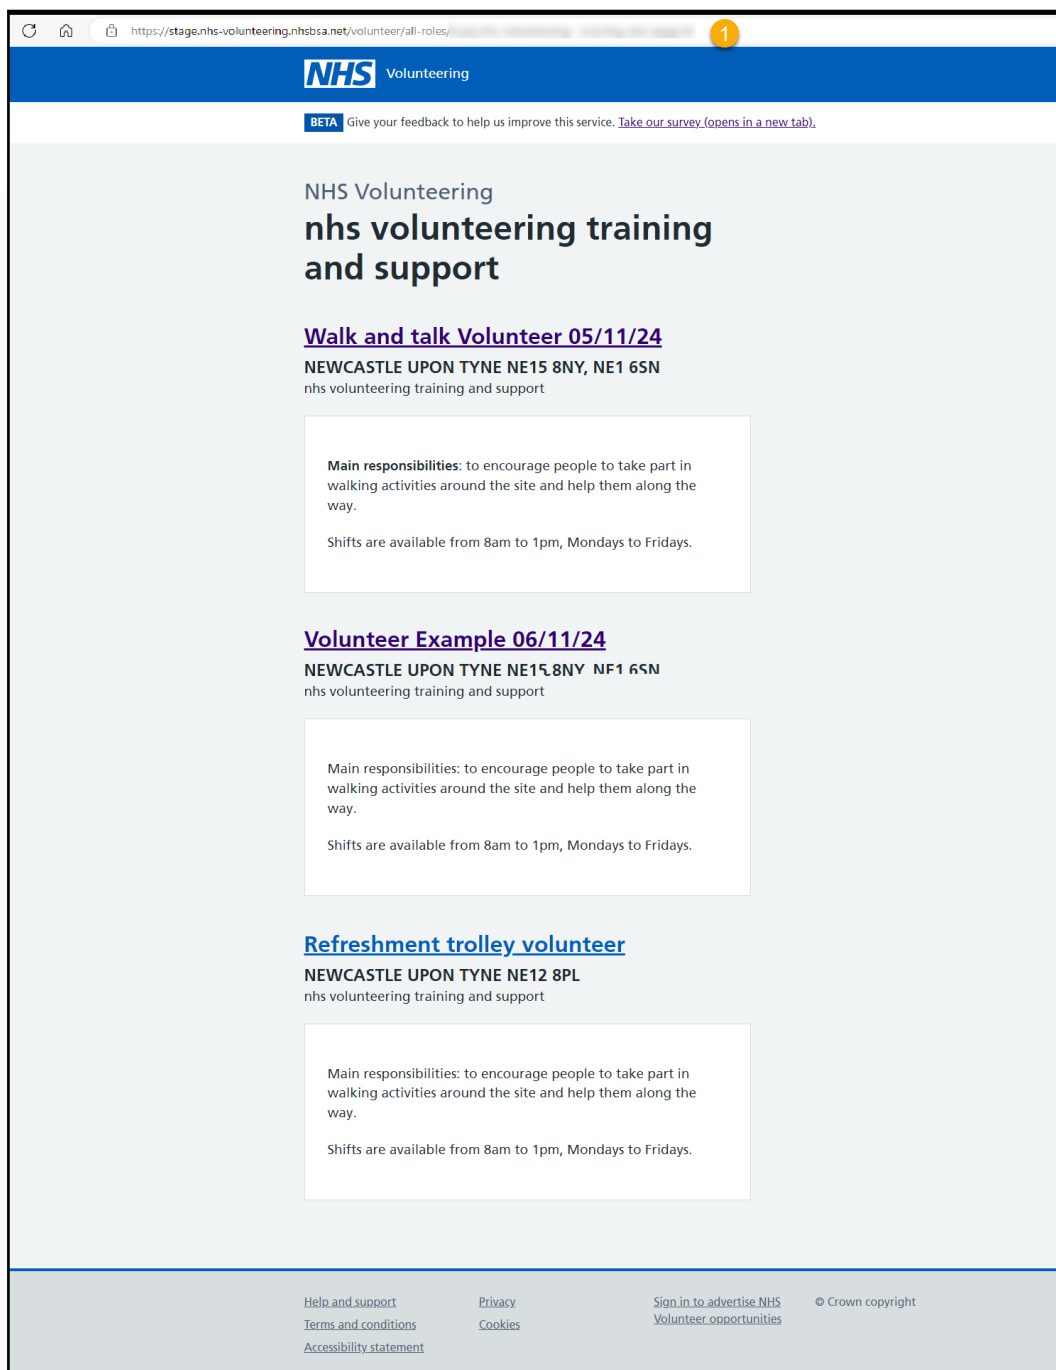 https://stage.nhs-volunteering.nhsbsa.net/volunteer/all-roles/
1
NHS Volunteering
BETA Give your feedback to help us improve this service. Take our survey (opens in a new tab).
NHS Volunteering
nhs volunteering training
and support
Walk and talk Volunteer 05/11/24
NEWCASTLE UPON TYNE NE15 8NY, NE1 6SN
nhs volunteering training and support
Main responsibilities: to encourage people to take part in
walking activities around the site and help them along the
way.
Shifts are available from 8am to 1pm, Mondays to Fridays.
Volunteer Example 06/11/24
NEWCASTLE UPON TYNE NE15 8NY, NE1 6SN
nhs volunteering training and support
Main responsibilities: to encourage people to take part in
walking activities around the site and help them along the
way.
Shifts are available from 8am to 1pm, Mondays to Fridays.
Refreshment trolley volunteer
NEWCASTLE UPON TYNE NE12 8PL
nhs volunteering training and support
Main responsibilities: to encourage people to take part in
walking activities around the site and help them along the
way.
Shifts are available from 8am to 1pm, Mondays to Fridays.
Help and support
Terms and conditions
Accessibility statement
Privacy
Cookies
Sign in to advertise NHS
Volunteer opportunities
© Crown copyright